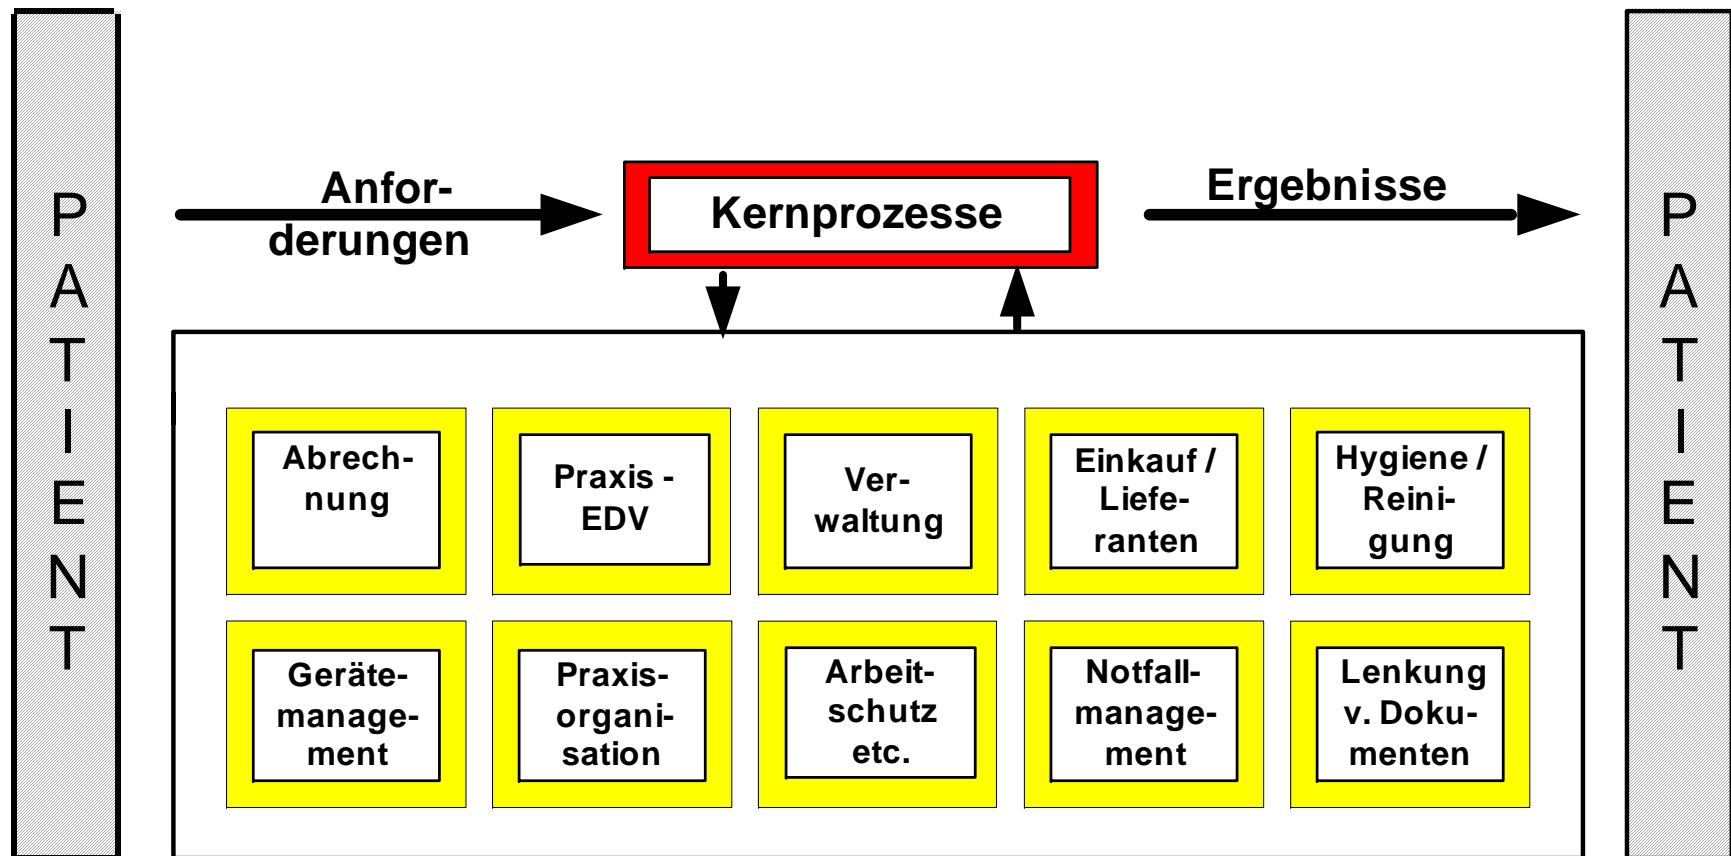 P
A
T
I
E
N
T
Anfor-
derungen
Kernprozesse
Ergebnisse
P
A
T
I
E
N
T
Abrech-
nung
Praxis -
EDV
Ver-
waltung
Einkauf /
Liefe-
ranten
Hygiene /
Reini-
gung
Geräte-
manage-
ment
Praxis-
organi-
sation
Arbeit-
schutz
etc.
Notfall-
manage-
ment
Lenkung
v. Doku-
menten